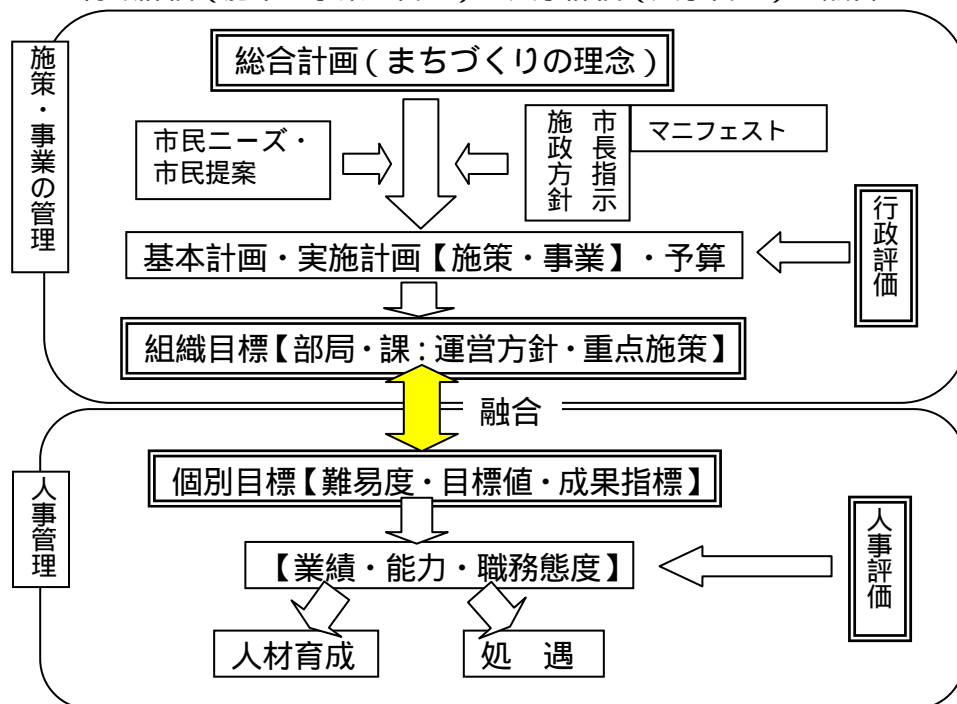 施策・事業の管理
総合計画(まちづくりの理念)
市民ニーズ・
市民提案
市長指示
施政方針
マニフェスト
行政評価
基本計画・実施計画【施策・事業】・予算
組織目標【部局・課:運営方針・重点施策】
融合
人事管理
個別目標【難易度・目標値・成果指標】
【業績・能力・職務態度】
人事評価
人材育成
処 遇